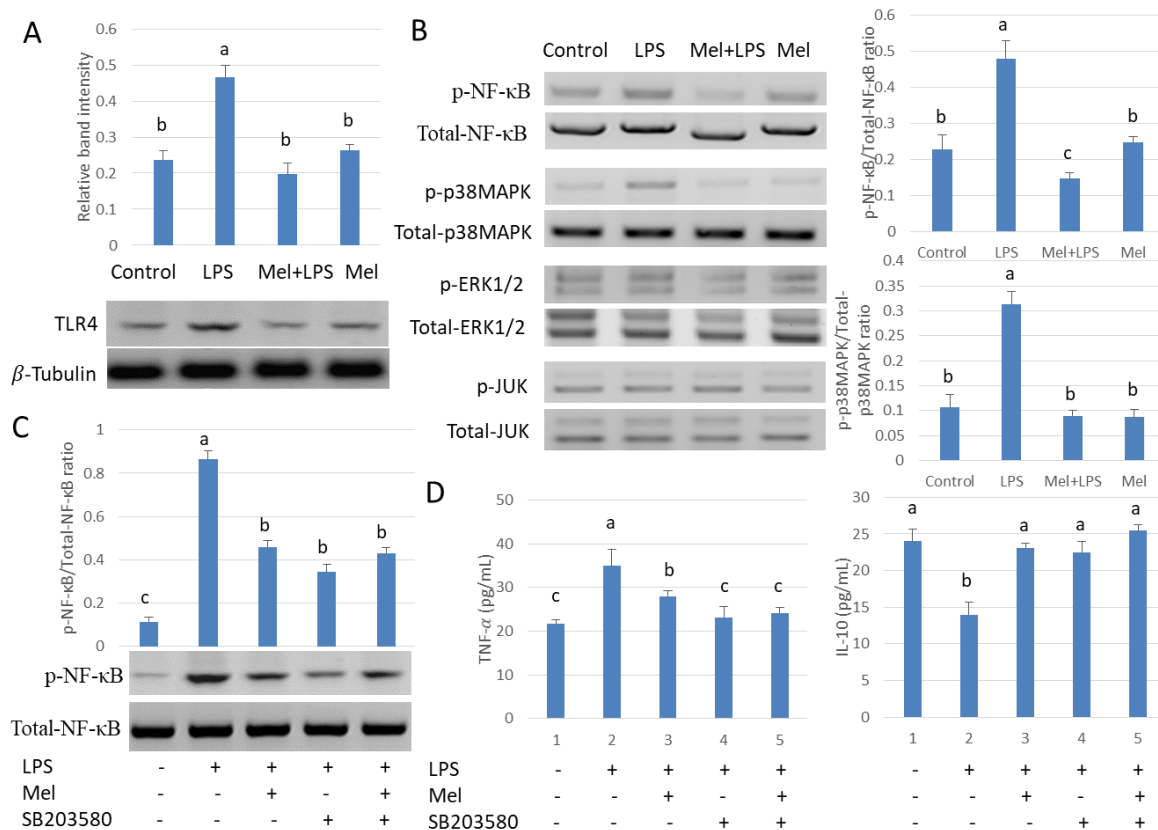 A
Relative band intensity
0.6
0.5
0.4
0.3
0.2
0.1
0
b
a
b
b
Control LPS Mel+LPS Mel
TLR4
β-Tubulin
B
Control LPS Mel+LPS Mel
p-NF-κB
Total-NF-κB
p-p38MAPK
Total-p38MAPK
p-ERK1/2
Total-ERK1/2
p-JUK
Total-JUK
p-NF-κB/Total-NF-κB ratio
0.6
0.5
0.4
0.3
0.2
0.1
0
b
a
c
b
Control LPS Mel+LPS Mel
p-p38MAPK/Total-
p38MAPK ratio
0.4
0.35
0.3
0.25
0.2
0.15
0.1
0.05
0
b
a
b
b
Control LPS Mel+LPS Mel
C
p-NF-κB/Total-NF-κB ratio
1
0.8
0.6
0.4
0.2
0
c
a
b
b
b
p-NF-κB
Total-NF-κB
LPS - + + + +
Mel - - + - +
SB203580 - - - + +
D
TNF-α (pg/mL)
50
40
30
20
10
0
c
a
b
c
c
1 2 3 4 5
LPS - + + + +
Mel - - + - +
SB203580 - - - + +
IL-10 (pg/mL)
30
25
20
15
10
5
0
a
b
a
a
a
1 2 3 4 5
- + + + +
- - + - +
- - - + +